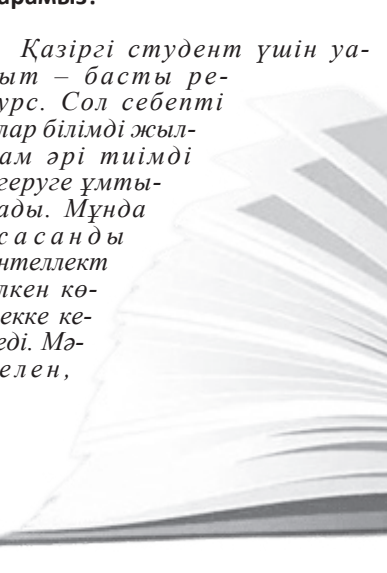 арамыз?
Қазіргі студент үшін уа-
ыт – басты ре-
урс. Сол себепті
лар білімді жыл-
ам әрі тиімді
геруге ұмты-
ады. Мұнда
сасанды
нтеллект
лкен кө-
екке ке-
еді. Мә-
елен,